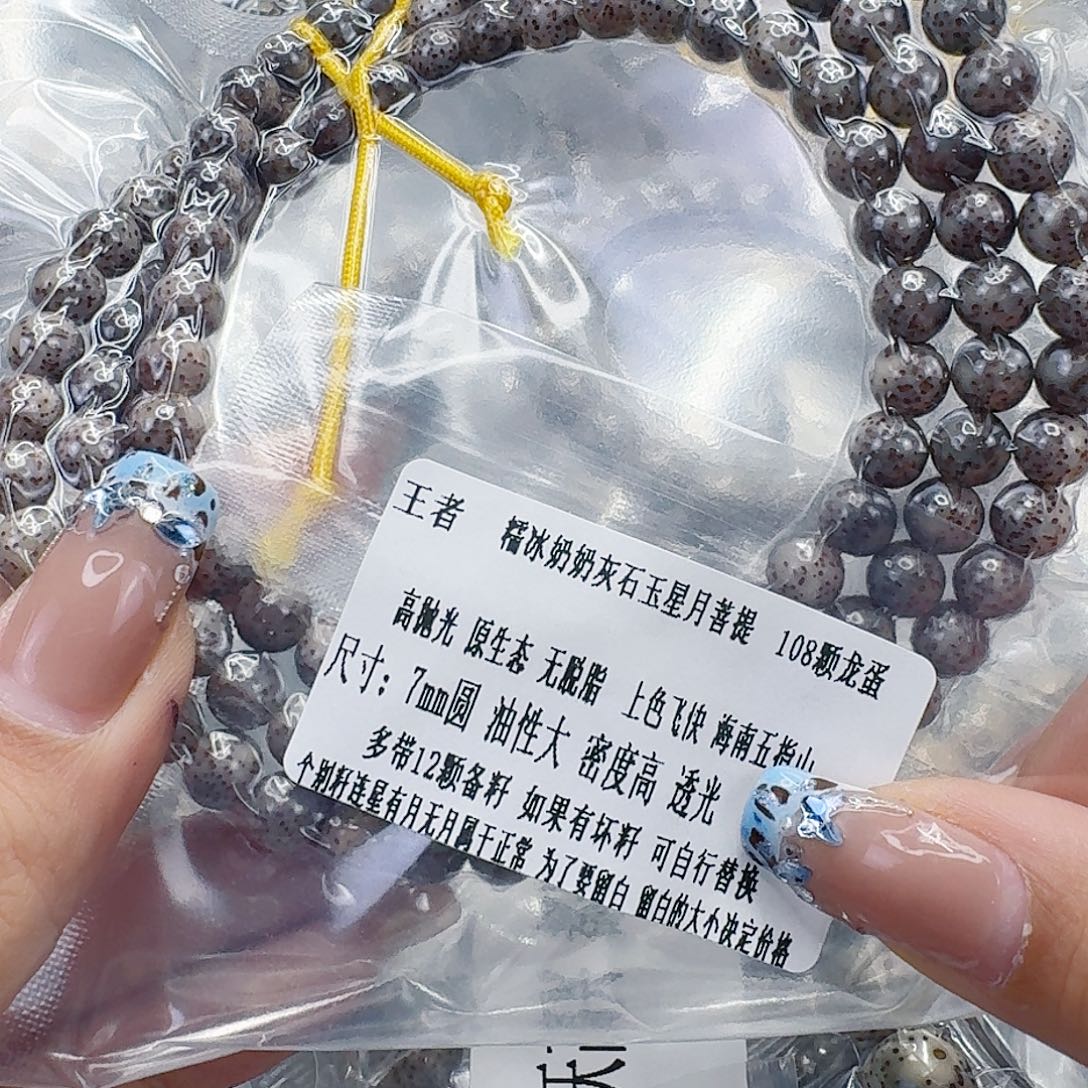 王者 糯冰奶奶灰石玉星月菩提 108颗龙蛋
高抛光 原生态 无脱脂 上色飞快 海南五指山
尺寸：7mm圆 油性大 密度高 透光
多带12颗备籽 如果有坏籽 可自行替换
个别籽连星有月无月属于正常 为了要留白 留白的大小决定价格